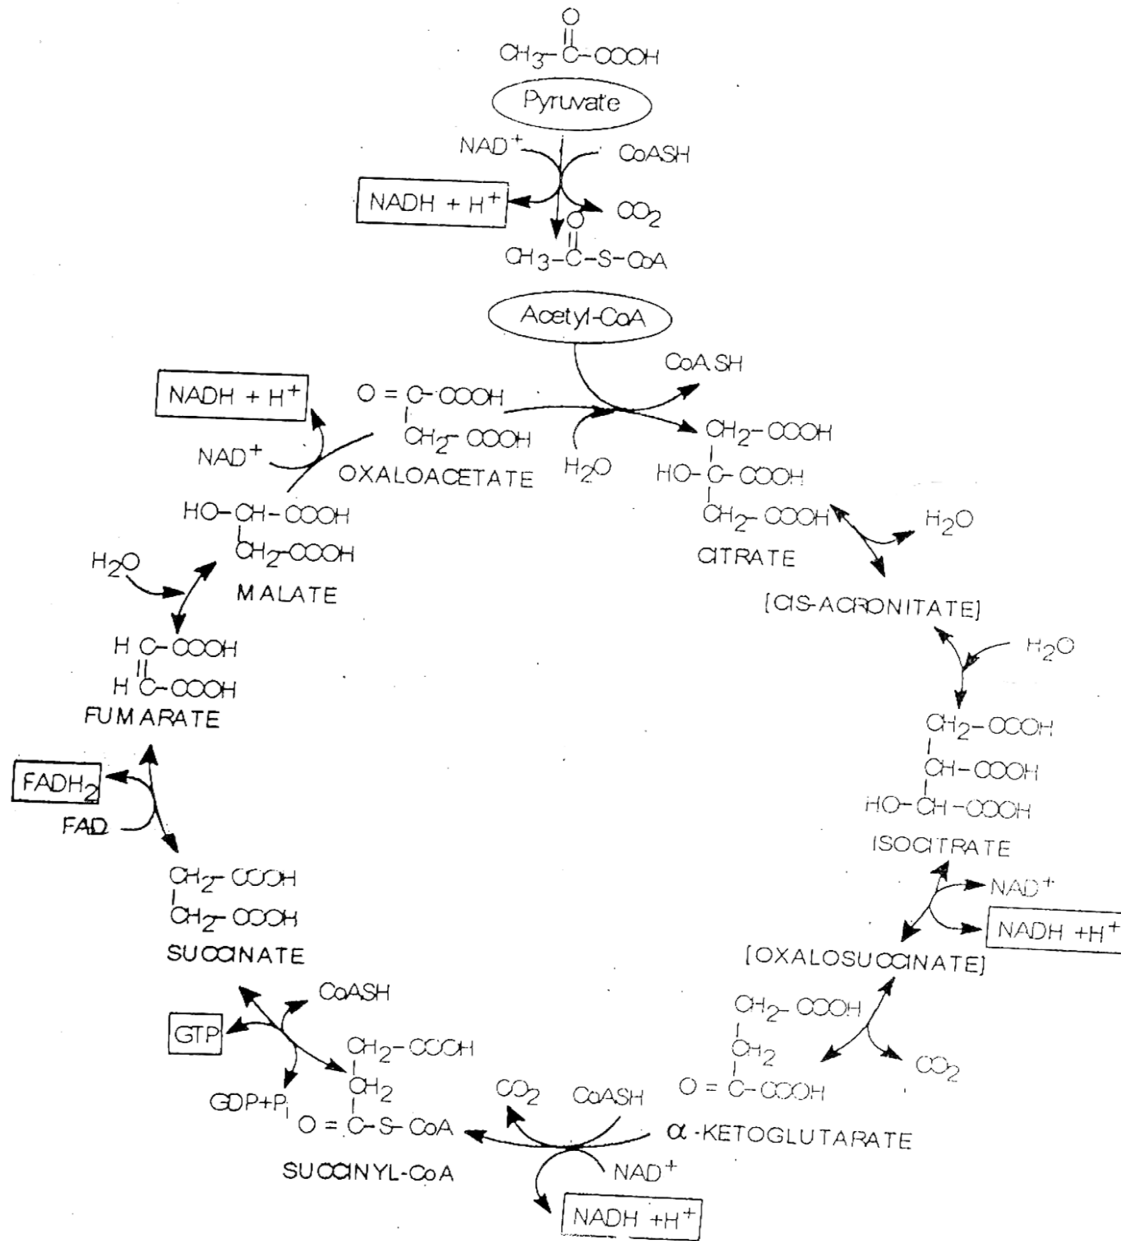 O
CH3-C-COOH
Pyruvate
NAD+ CoASH
NADH + H+ CO2
O
CH3-C-S-CoA
Acetyl-CoA
CoASH
NADH + H+
O = C-COOH
CH2-COOH
OXALOACETATE
NAD+
H2O
CH2-COOH
HO-C-COOH
CH2-COOH
CITRATE
H2O
HO-CH-COOH
CH2-COOH
MALATE
H2O
[CIS-ACRONITATE]
H2O
H C-COOH
H C-COOH
FUMARATE
CH2-COOH
CH-COOH
HO-CH-COOH
ISOCITRATE
FADH2
FAD
NAD+
NADH +H+
CH2-COOH
CH2-COOH
SUCCINATE
[OXALOSUCCINATE]
CoASH
GTP
GDP+Pi
CH2-COOH
CH2
O = C-COOH
CO2
α-KETOGLUTARATE
CH2-COOH
CH2
O = C-S-CoA
SUCCINYL-CoA
CO2 CoASH
NAD+
NADH +H+